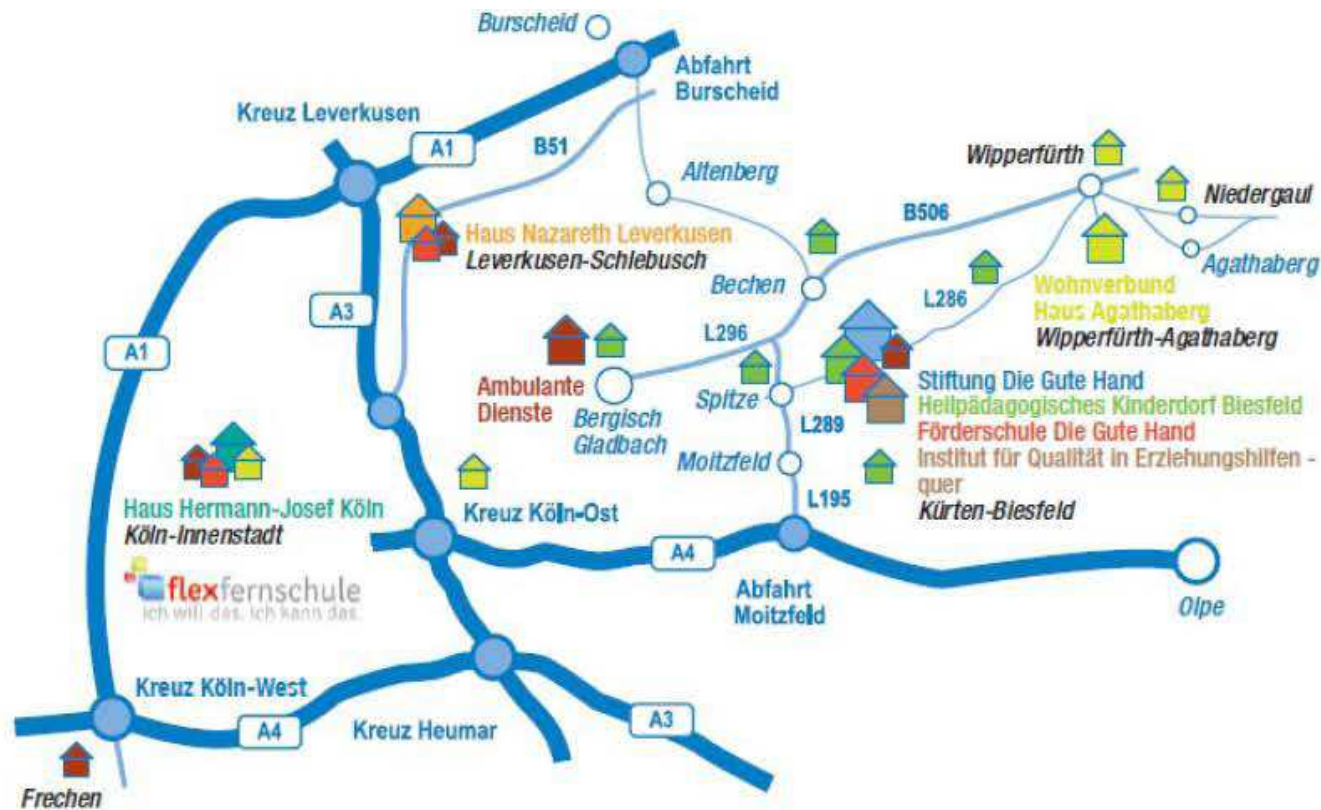 Burscheid
Abfahrt
Burscheid
Kreuz Leverkusen
A1
B51
Altenberg
Wipperfürth
Niedergaul
B506
Haus Nazareth Leverkusen
Leverkusen-Schlebusch
Agathaberg
Bechen
L286
Wohnverbund
Haus Agathaberg
Wipperfürth-Agathaberg
A3
L296
A1
Ambulante
Dienste
Bergisch
Gladbach
Spitze
L289
Stiftung Die Gute Hand
Heilpädagogisches Kinderdorf Biesfeld
Förderschule Die Gute Hand
Institut für Qualität in Erziehungshilfen -
quer
Kürten-Biesfeld
Moitzfeld
L195
Haus Hermann-Josef Köln
Köln-Innenstadt
Kreuz Köln-Ost
A4
flexfernschule
ich will das. ich kann das.
Abfahrt
Moitzfeld
Olpe
Kreuz Köln-West
A4
Kreuz Heumar
A3
Frechen